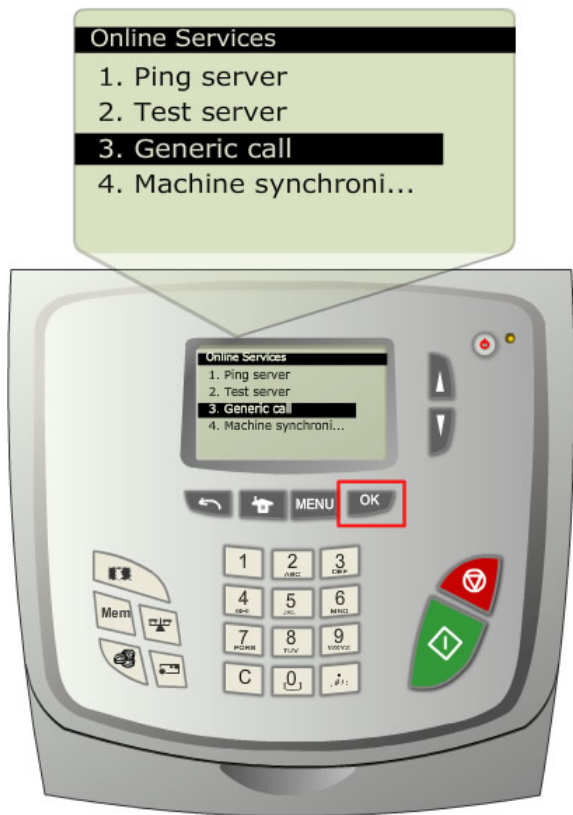 Online Services
1. Ping server
2. Test server
3. Generic call
4. Machine synchroni...
Online Services
1. Ping server
2. Test server
3. Generic cal
4. Machine synchroni...
MENU
OK
1
2
ABC
3
DEF
Mem
4
GHI
5
JKL
6
MNO
7
PQRS
8
TUV
9
WXYZ
C
0